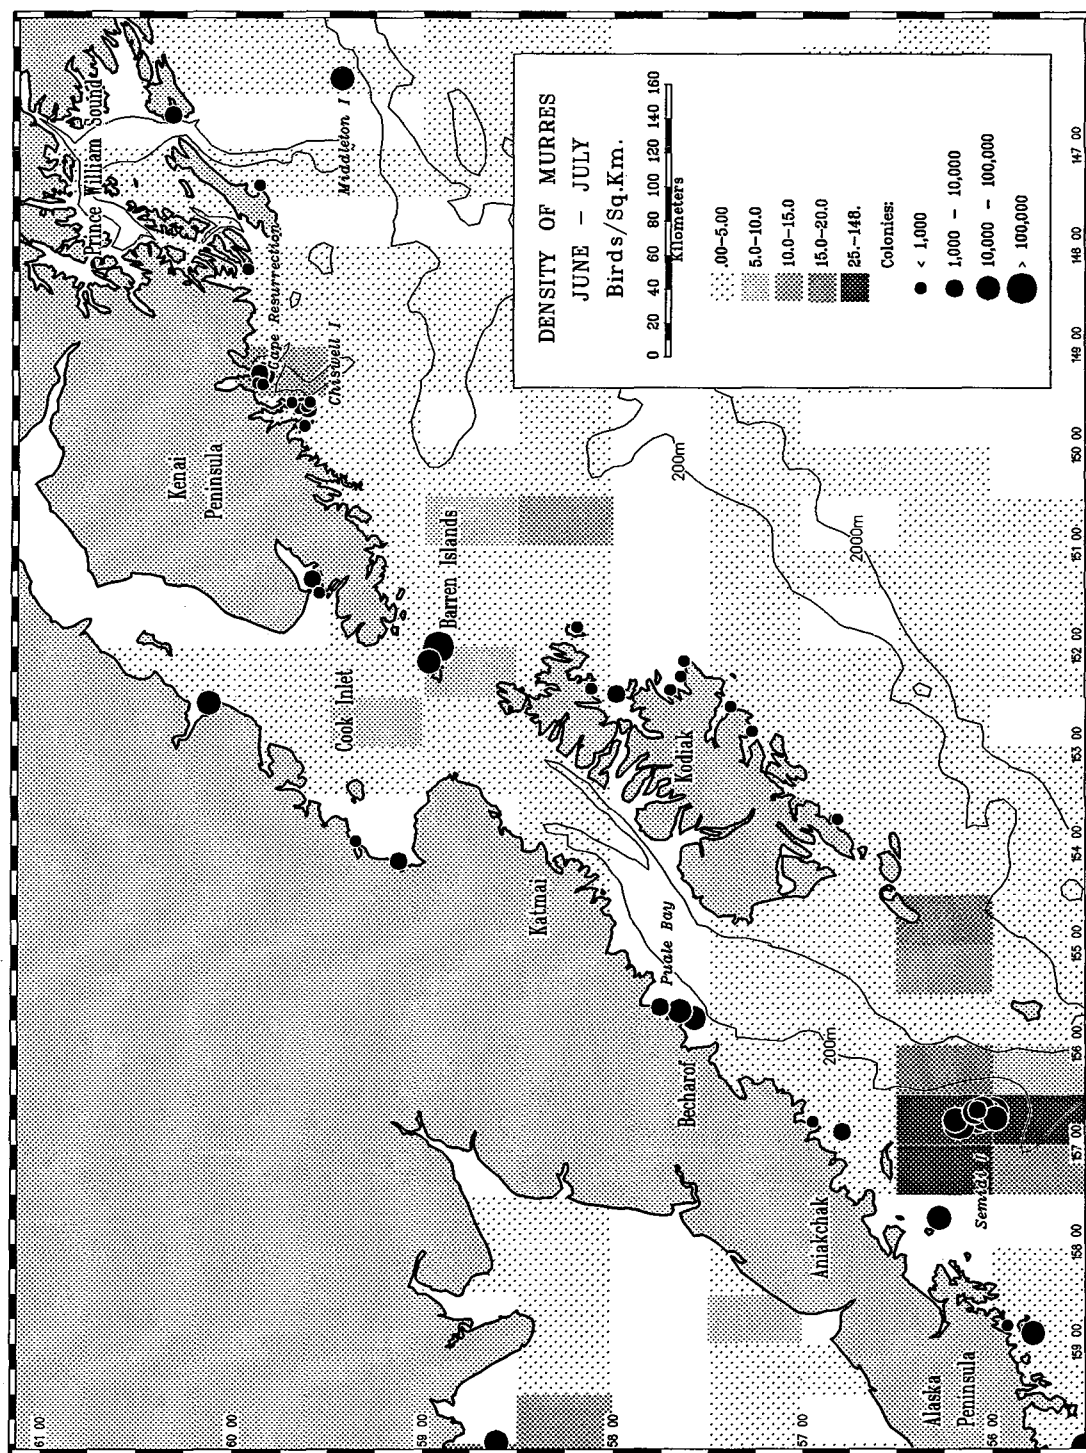 DENSITY OF MURRES
JUNE - JULY
Birds/Sq.Km.
0 20 40 60 80 100 120 140 160
Kilometers
.00-5.00
5.0-10.0
10.0-15.0
15.0-20.0
25.-148.
Colonies:
< 1,000
1,000 - 10,000
10,000 - 100,000
> 100,000
Prince William Sound
Middleton I
Cape Resurrection
Chiswell I
Kenai
Peninsula
Cook Inlet
Barren Islands
200m
2000m
Kodiak
Katmai
Puale Bay
Becharof
200m
Aniakchak
Semidi I
Alaska
Peninsula
61 00
60 00
59 00
58 00
57 00
56 00
159 00
158 00
157 00
156 00
155 00
154 00
153 00
152 00
151 00
150 00
149 00
148 00
147 00